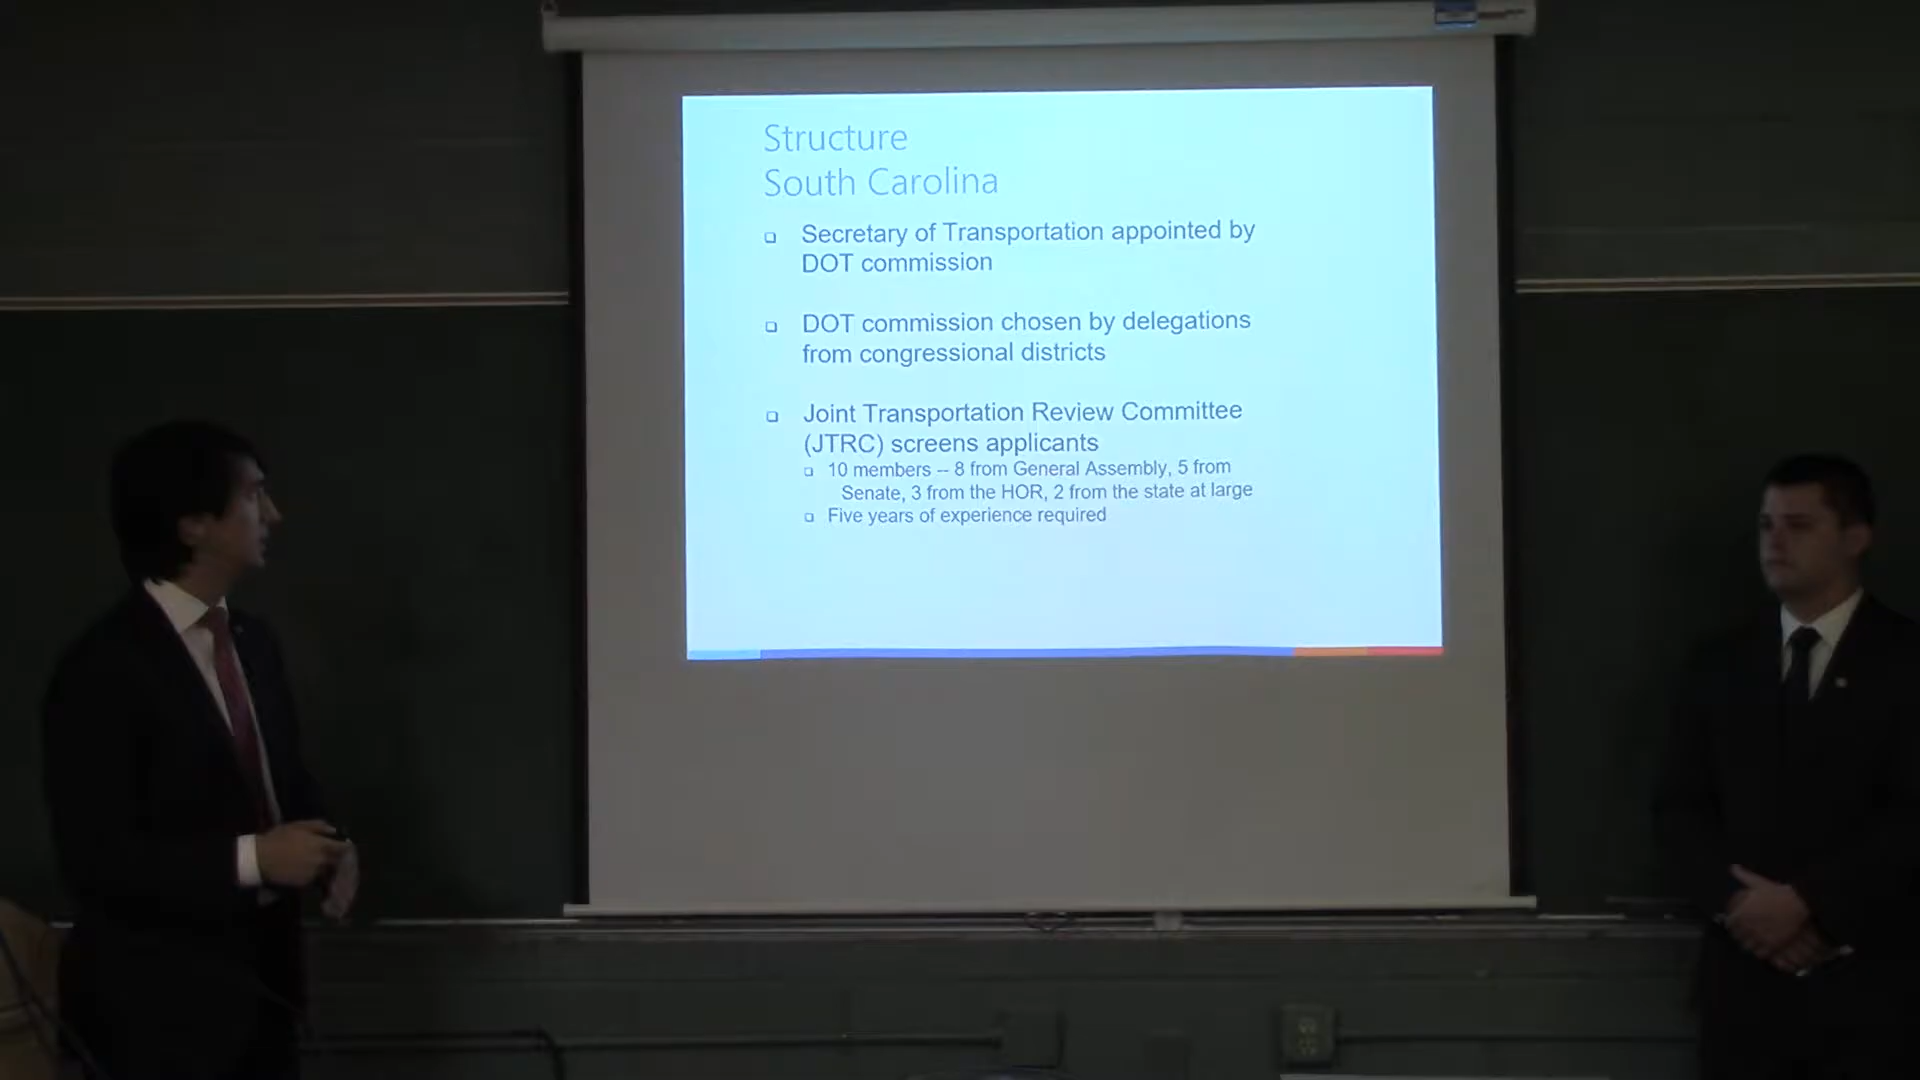 Structure
South Carolina
Secretary of Transportation appointed by
DOT commission
DOT commission chosen by delegations
from congressional districts
Joint Transportation Review Committee
(JTRC) screens applicants
10 members -- 8 from General Assembly, 5 from
Senate, 3 from the HOR, 2 from the state at large
Five years of experience required